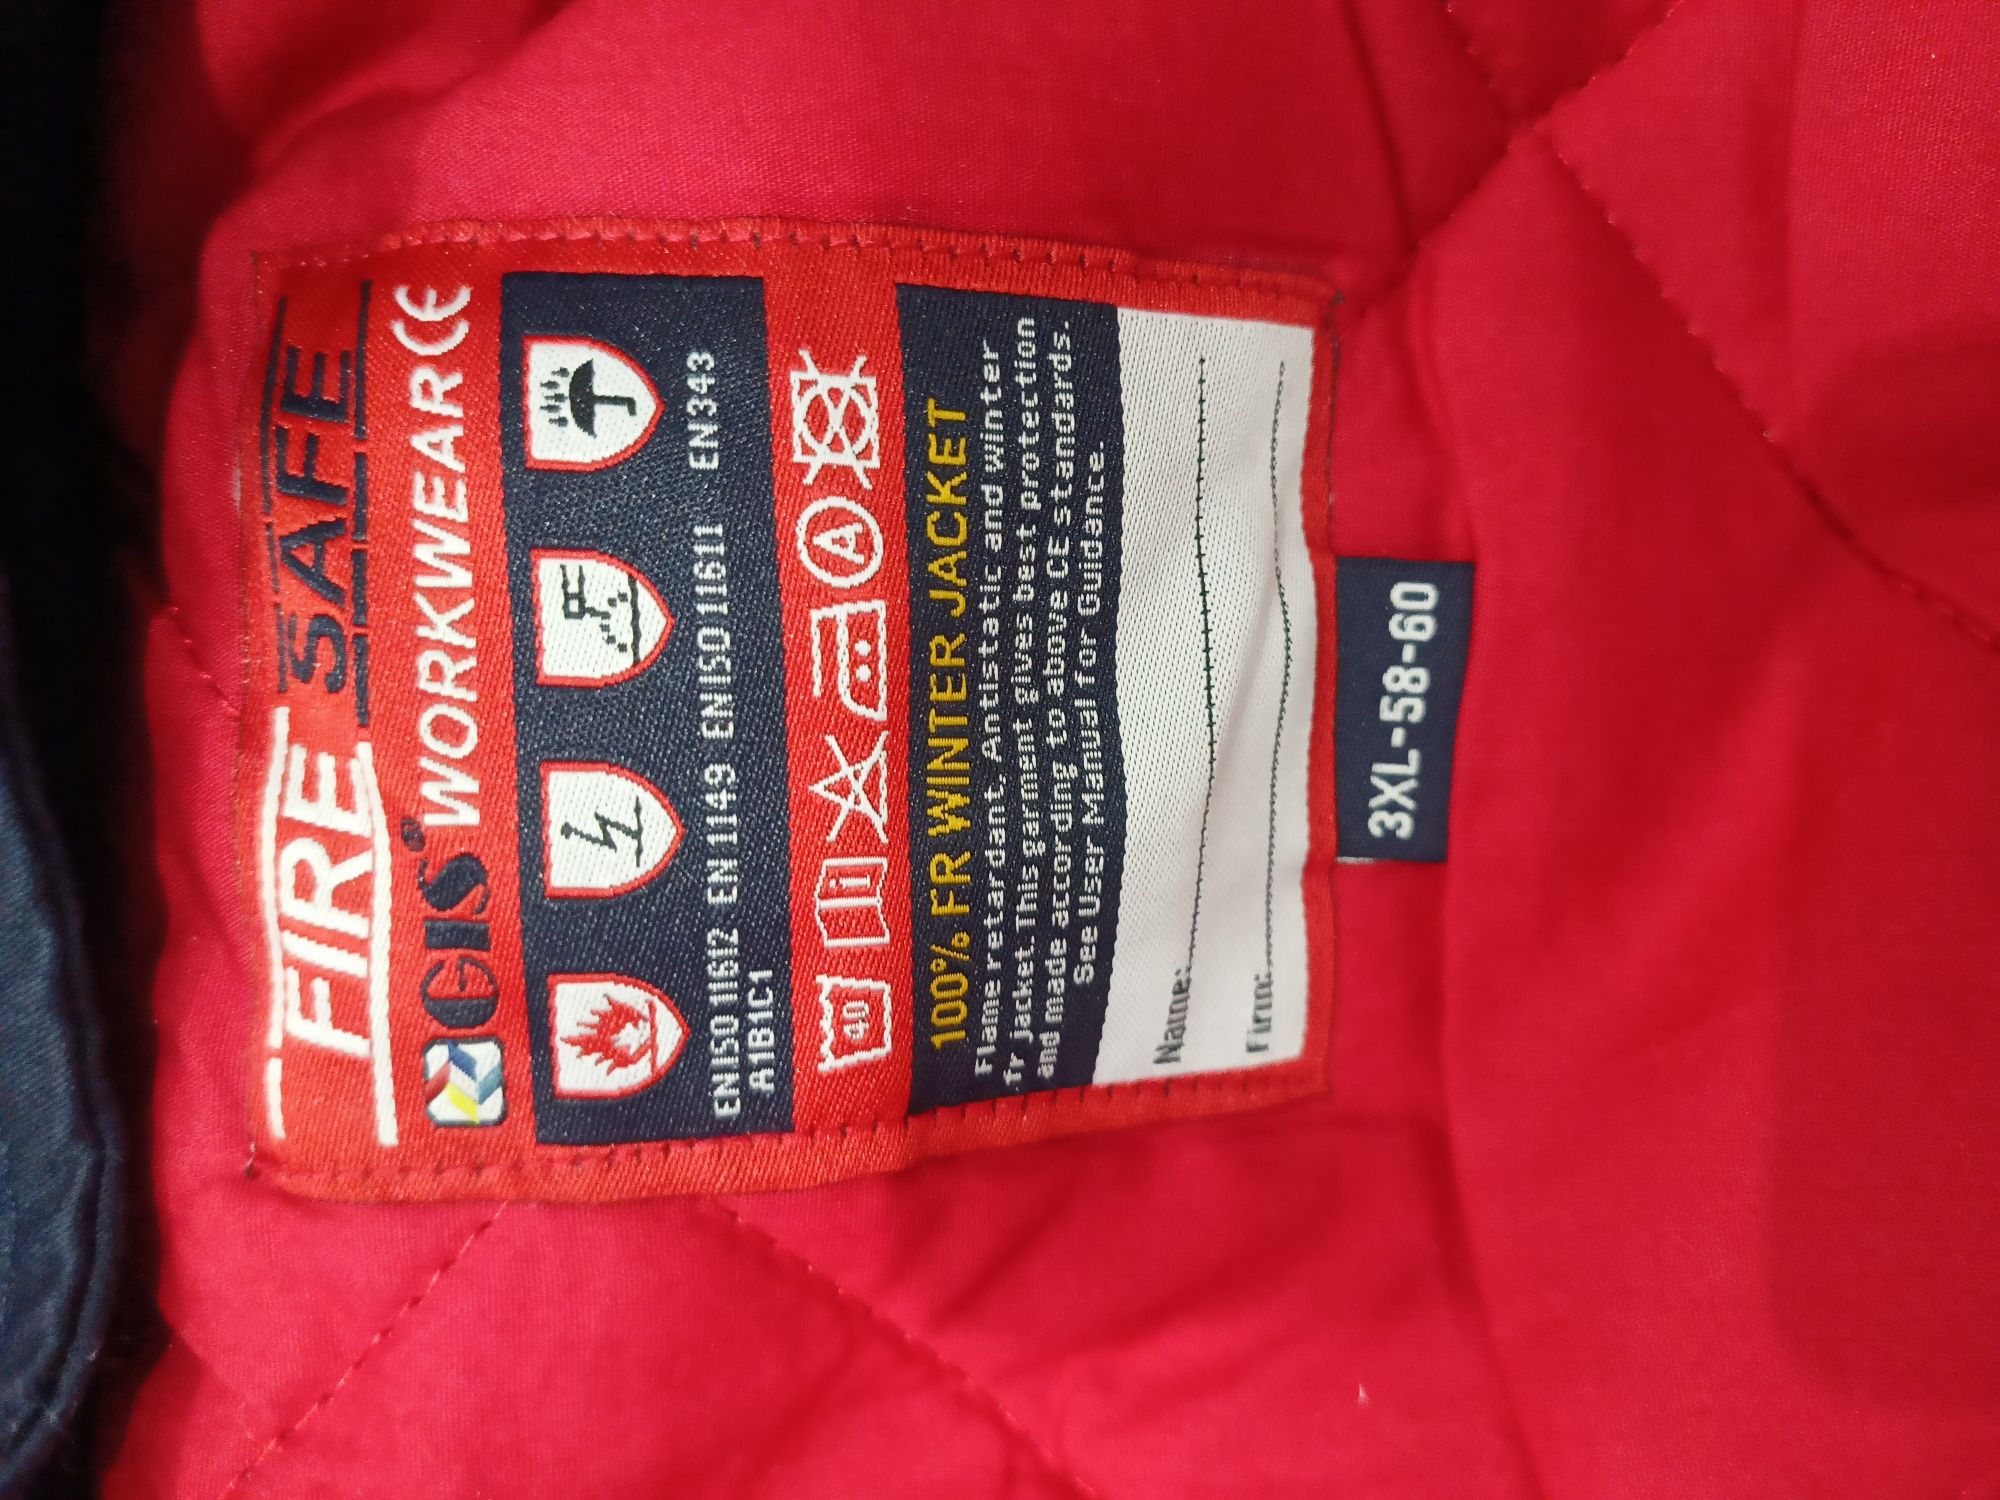 FIRE SAFE
GIS® WORKWEAR CE
EN ISO 11612 EN 1149 EN ISO 11611 EN343
A1B1C1
40 i A
100% FR WINTER JACKET
Flame retardant. Antistatic and winter
fr jacket. This garment gives best protection
and made according to above CE standards.
See User Manual for Guidance.
Name:
Firm:
3XL-58-60